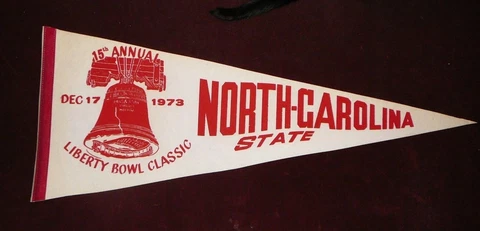 15th ANNUAL
DEC 17 1973
LIBERTY BOWL CLASSIC
NORTH-CAROLINA
STATE